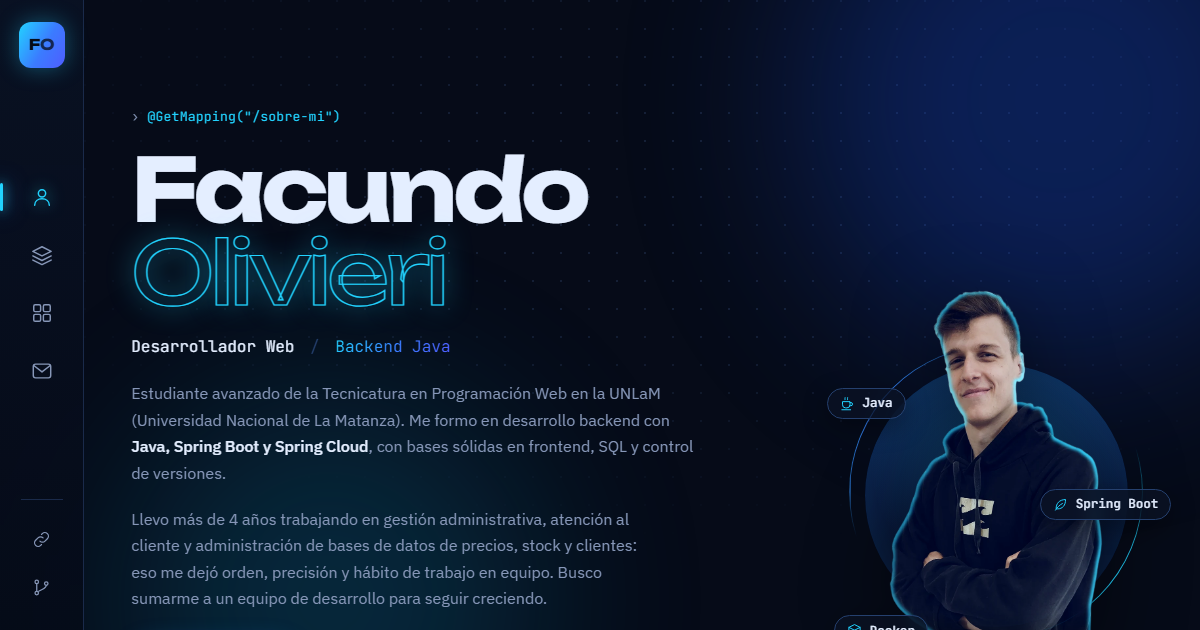 FO
› @GetMapping("/sobre-mi")
Facundo
Olivieri
Desarrollador Web / Backend Java
Estudiante avanzado de la Tecnicatura en Programación Web en la UNLaM
(Universidad Nacional de La Matanza). Me formo en desarrollo backend con
Java, Spring Boot y Spring Cloud, con bases sólidas en frontend, SQL y control
de versiones.
Llevo más de 4 años trabajando en gestión administrativa, atención al
cliente y administración de bases de datos de precios, stock y clientes:
eso me dejó orden, precisión y hábito de trabajo en equipo. Busco
sumarme a un equipo de desarrollo para seguir creciendo.
Java
Spring Boot
Docker